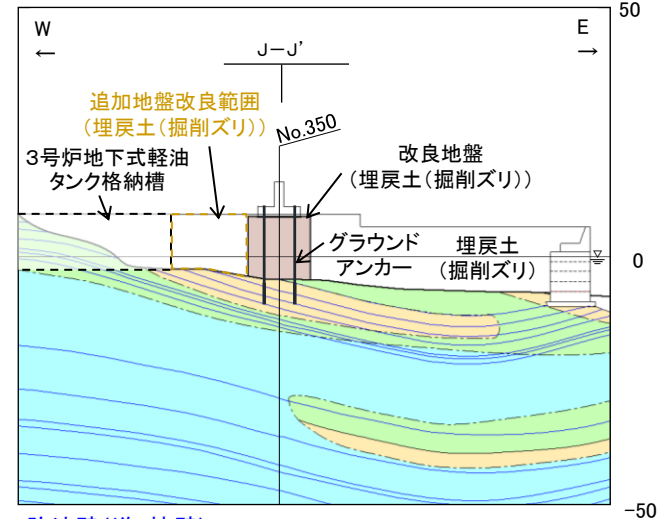 50
W
E
←
→
J－J’
追加地盤改良範囲
（埋戻土（掘削ズリ））
No.350
３号炉地下式軽油
タンク格納槽
改良地盤
（埋戻土（掘削ズリ））
グラウンド
アンカー
埋戻土
（掘削ズリ）
0
-50